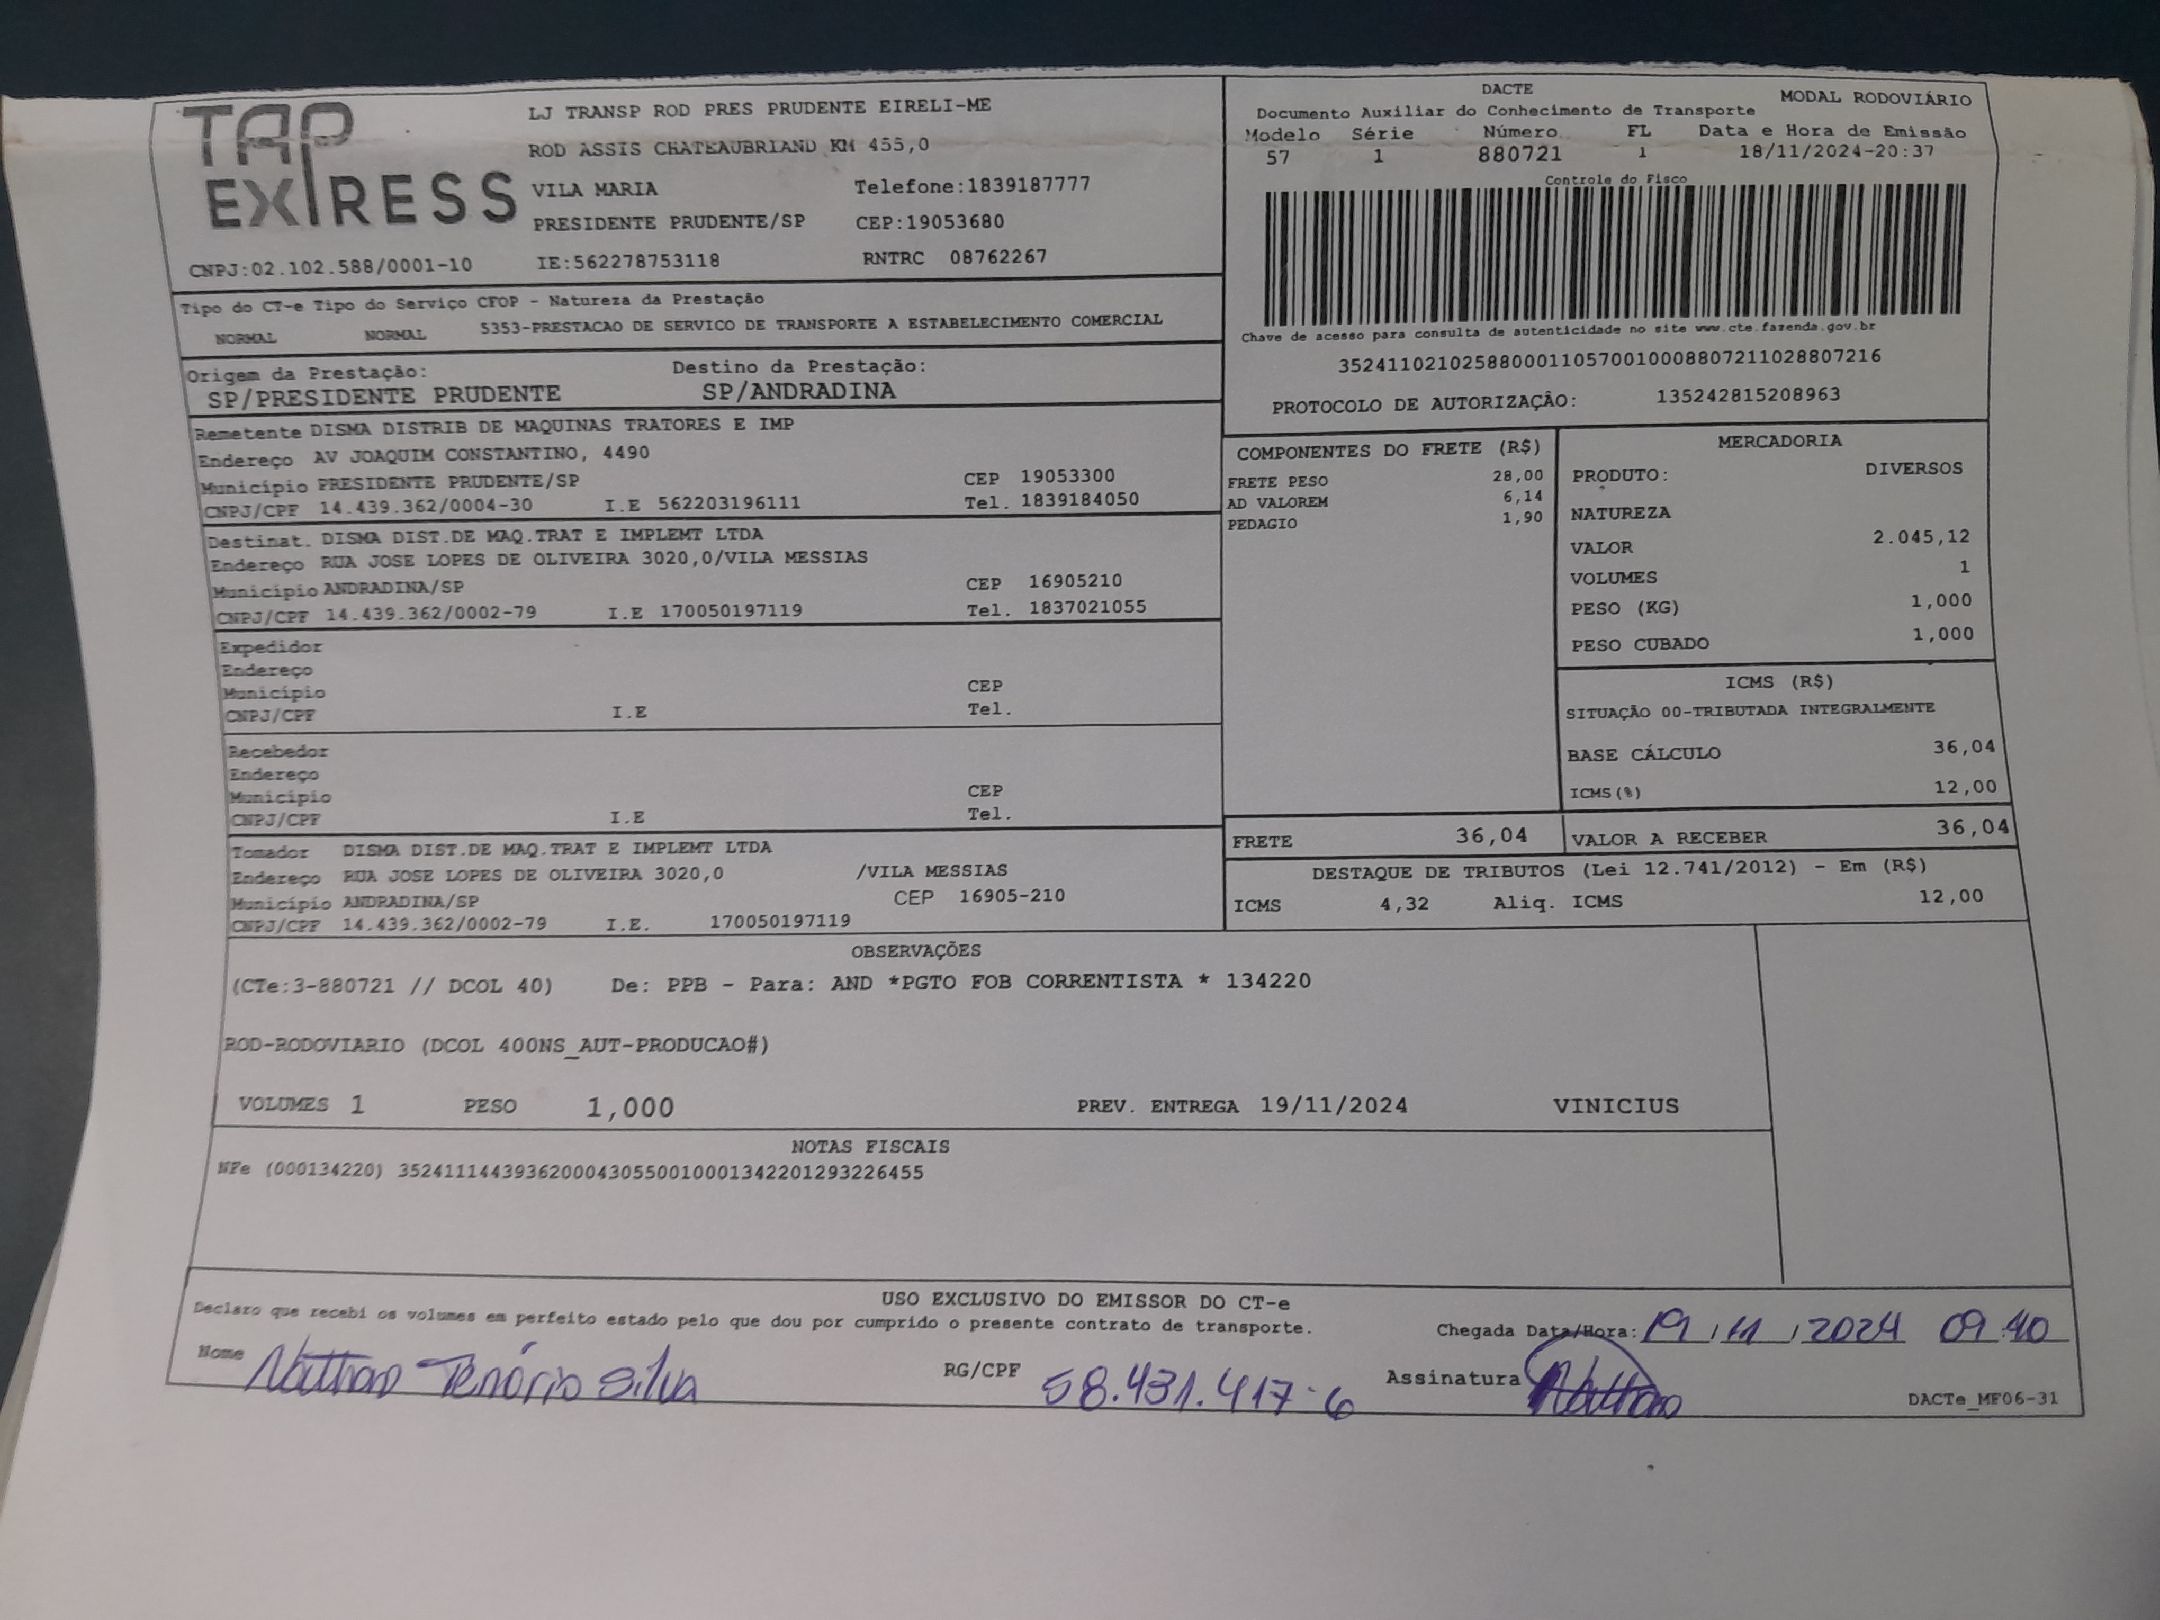 TAP EXPRESS
LJ TRANSP ROD PRES PRUDENTE EIRELI-ME
ROD ASSIS CHATEAUBRIAND KM 455,0
VILA MARIA Telefone:1839187777
PRESIDENTE PRUDENTE/SP CEP:19053680
CNPJ:02.102.588/0001-10 IE:562278753118 RNTRC 08762267
DACTE
Documento Auxiliar do Conhecimento de Transporte MODAL RODOVIÁRIO
Modelo Série Número FL Data e Hora de Emissão
57 1 880721 1 18/11/2024-20:37
Controle do Fisco
Chave de acesso para consulta de autenticidade no site www.cte.fazenda.gov.br
35241102102588000110570010008807211028807216
PROTOCOLO DE AUTORIZAÇÃO: 135242815208963
Tipo do CT-e Tipo do Serviço CFOP - Natureza da Prestação
NORMAL NORMAL 5353-PRESTACAO DE SERVICO DE TRANSPORTE A ESTABELECIMENTO COMERCIAL
Origem da Prestação: Destino da Prestação:
SP/PRESIDENTE PRUDENTE SP/ANDRADINA
Remetente DISMA DISTRIB DE MAQUINAS TRATORES E IMP
Endereço AV JOAQUIM CONSTANTINO, 4490
Município PRESIDENTE PRUDENTE/SP CEP 19053300
CNPJ/CPF 14.439.362/0004-30 I.E 562203196111 Tel. 1839184050
Destinat. DISMA DIST.DE MAQ.TRAT E IMPLEMT LTDA
Endereço RUA JOSE LOPES DE OLIVEIRA 3020,0/VILA MESSIAS
Município ANDRADINA/SP CEP 16905210
CNPJ/CPF 14.439.362/0002-79 I.E 170050197119 Tel. 1837021055
Expedidor
Endereço
Município CEP
CNPJ/CPF I.E Tel.
Recebedor
Endereço
Município CEP
CNPJ/CPF I.E Tel.
Tomador DISMA DIST.DE MAQ.TRAT E IMPLEMT LTDA
Endereço RUA JOSE LOPES DE OLIVEIRA 3020,0 /VILA MESSIAS
Município ANDRADINA/SP CEP 16905-210
CNPJ/CPF 14.439.362/0002-79 I.E. 170050197119
COMPONENTES DO FRETE (R$)
FRETE PESO 28,00
AD VALOREM 6,14
PEDAGIO 1,90
MERCADORIA
PRODUTO: DIVERSOS
NATUREZA
VALOR 2.045,12
VOLUMES 1
PESO (KG) 1,000
PESO CUBADO 1,000
ICMS (R$)
SITUAÇÃO 00-TRIBUTADA INTEGRALMENTE
BASE CÁLCULO 36,04
ICMS(%) 12,00
FRETE 36,04 VALOR A RECEBER 36,04
DESTAQUE DE TRIBUTOS (Lei 12.741/2012) - Em (R$)
ICMS 4,32 Aliq. ICMS 12,00
OBSERVAÇÕES
(CTe:3-880721 // DCOL 40) De: PPB - Para: AND *PGTO FOB CORRENTISTA * 134220
ROD-RODOVIARIO (DCOL 400NS_AUT-PRODUCAO#)
VOLUMES 1 PESO 1,000 PREV. ENTREGA 19/11/2024 VINICIUS
NOTAS FISCAIS
NFe (000134220) 35241114439362000430550010001342201293226455
USO EXCLUSIVO DO EMISSOR DO CT-e
Declaro que recebi os volumes em perfeito estado pelo que dou por cumprido o presente contrato de transporte.
Chegada Data/Hora: 19/11/2024 09:40
Nome Nathan Tenório Silva RG/CPF 58.431.417-6 Assinatura Nathan
DACTe_MF06-31